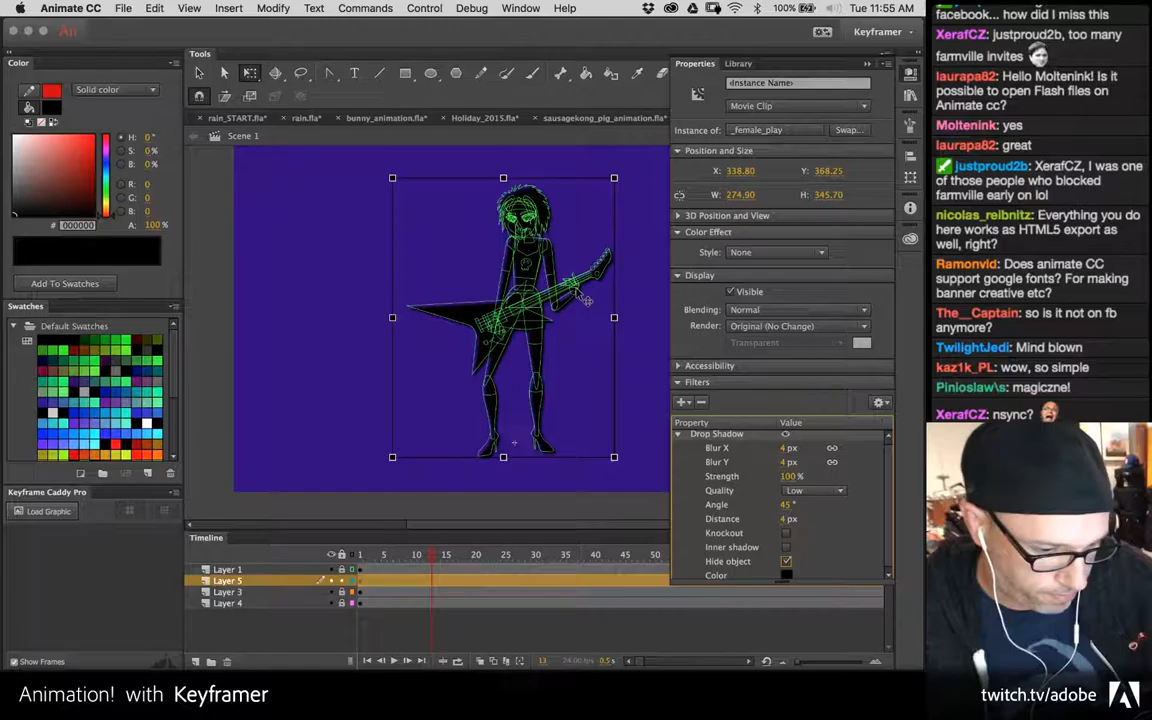 Animate CC File Edit View Insert Modify Text Commands Control Debug Window Help 100% Tue 11:55 AM
An Keyframer
Color
Solid color
H: 0 °
S: 0 %
B: 0 %
R: 0
G: 0
B: 0
# 000000 A: 100 %
Add To Swatches
Swatches
Default Swatches
Keyframe Caddy Pro
Load Graphic
Show Frames
Tools
rain_START.fla* rain.fla* bunny_animation.fla* Holiday_2015.fla* sausagekong_pig_animation.fla*
Scene 1
Timeline
1 5 10 15 20 25 30 35 40 45 50
Layer 1
Layer 5
Layer 3
Layer 4
13 24.00 fps 0.5 s
Properties Library
<Instance Name>
Movie Clip
Instance of: _female_play Swap...
Position and Size
X: 338.80 Y: 368.25
W: 274.90 H: 345.70
3D Position and View
Color Effect
Style: None
Display
Visible
Blending: Normal
Render: Original (No Change)
Transparent
Accessibility
Filters
Property Value
Drop Shadow
Blur X 4 px
Blur Y 4 px
Strength 100 %
Quality Low
Angle 45 °
Distance 4 px
Knockout
Inner shadow
Hide object
Color
facebook... how did I miss this
XerafCZ: justproud2b, too many
farmville invites
laurapa82: Hello Moltenink! Is it
possible to open Flash files on
Animate cc?
Moltenink: yes
laurapa82: great
justproud2b: XerafCZ, I was one
of those people who blocked
farmville early on lol
nicolas_reibnitz: Everything you do
here works as HTML5 export as
well, right?
Ramonvld: Does animate CC
support google fonts? For making
banner creative etc?
The__Captain: so is it not on fb
anymore?
TwilightJedi: Mind blown
kaz1k_PL: wow, so simple
Pinioslaw\s: magiczne!
XerafCZ: nsync?
Animation! with Keyframer
twitch.tv/adobe